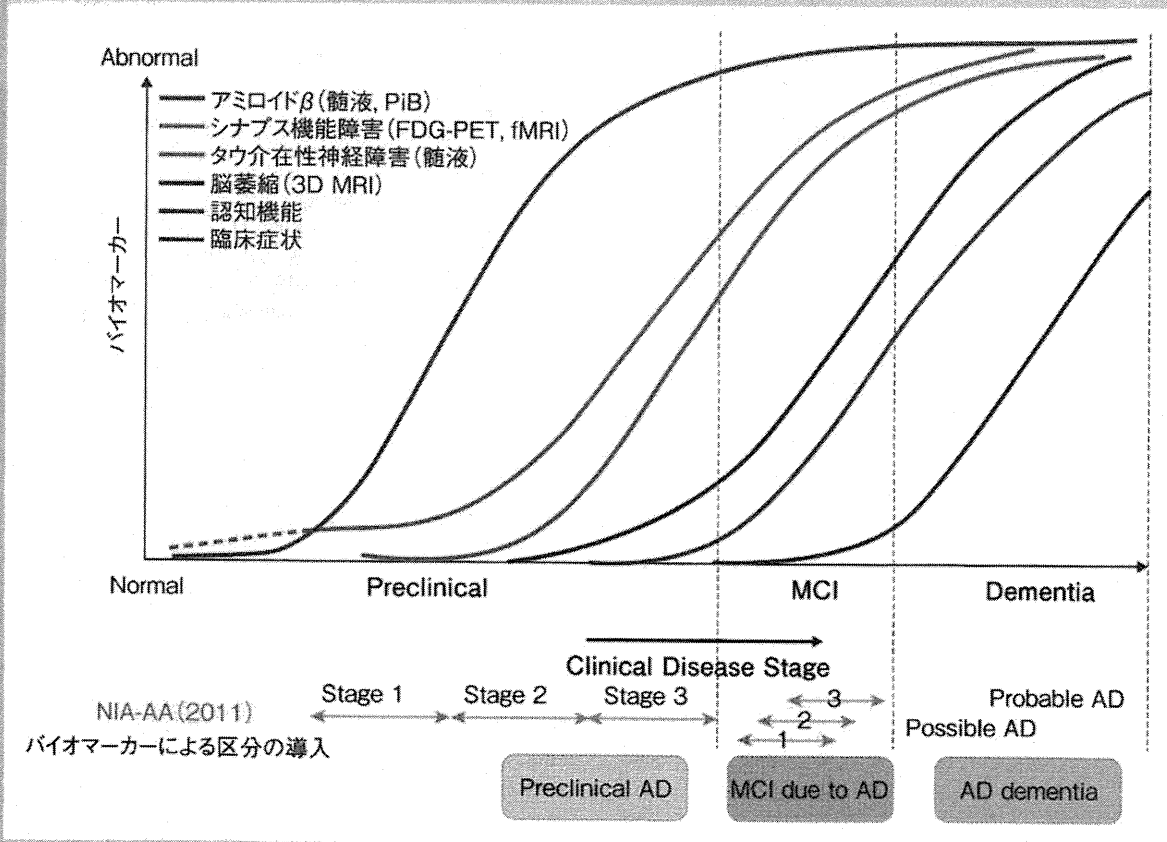 Abnormal
アミロイドβ(髄液, PiB)
シナプス機能障害(FDG-PET, fMRI)
タウ介在性神経障害(髄液)
脳萎縮(3D MRI)
認知機能
臨床症状
バイオマーカー
Normal
Preclinical
MCI
Dementia
Clinical Disease Stage
NIA-AA(2011)
バイオマーカーによる区分の導入
Stage 1
Stage 2
Stage 3
3
2
1
Probable AD
Possible AD
Preclinical AD
MCI due to AD
AD dementia